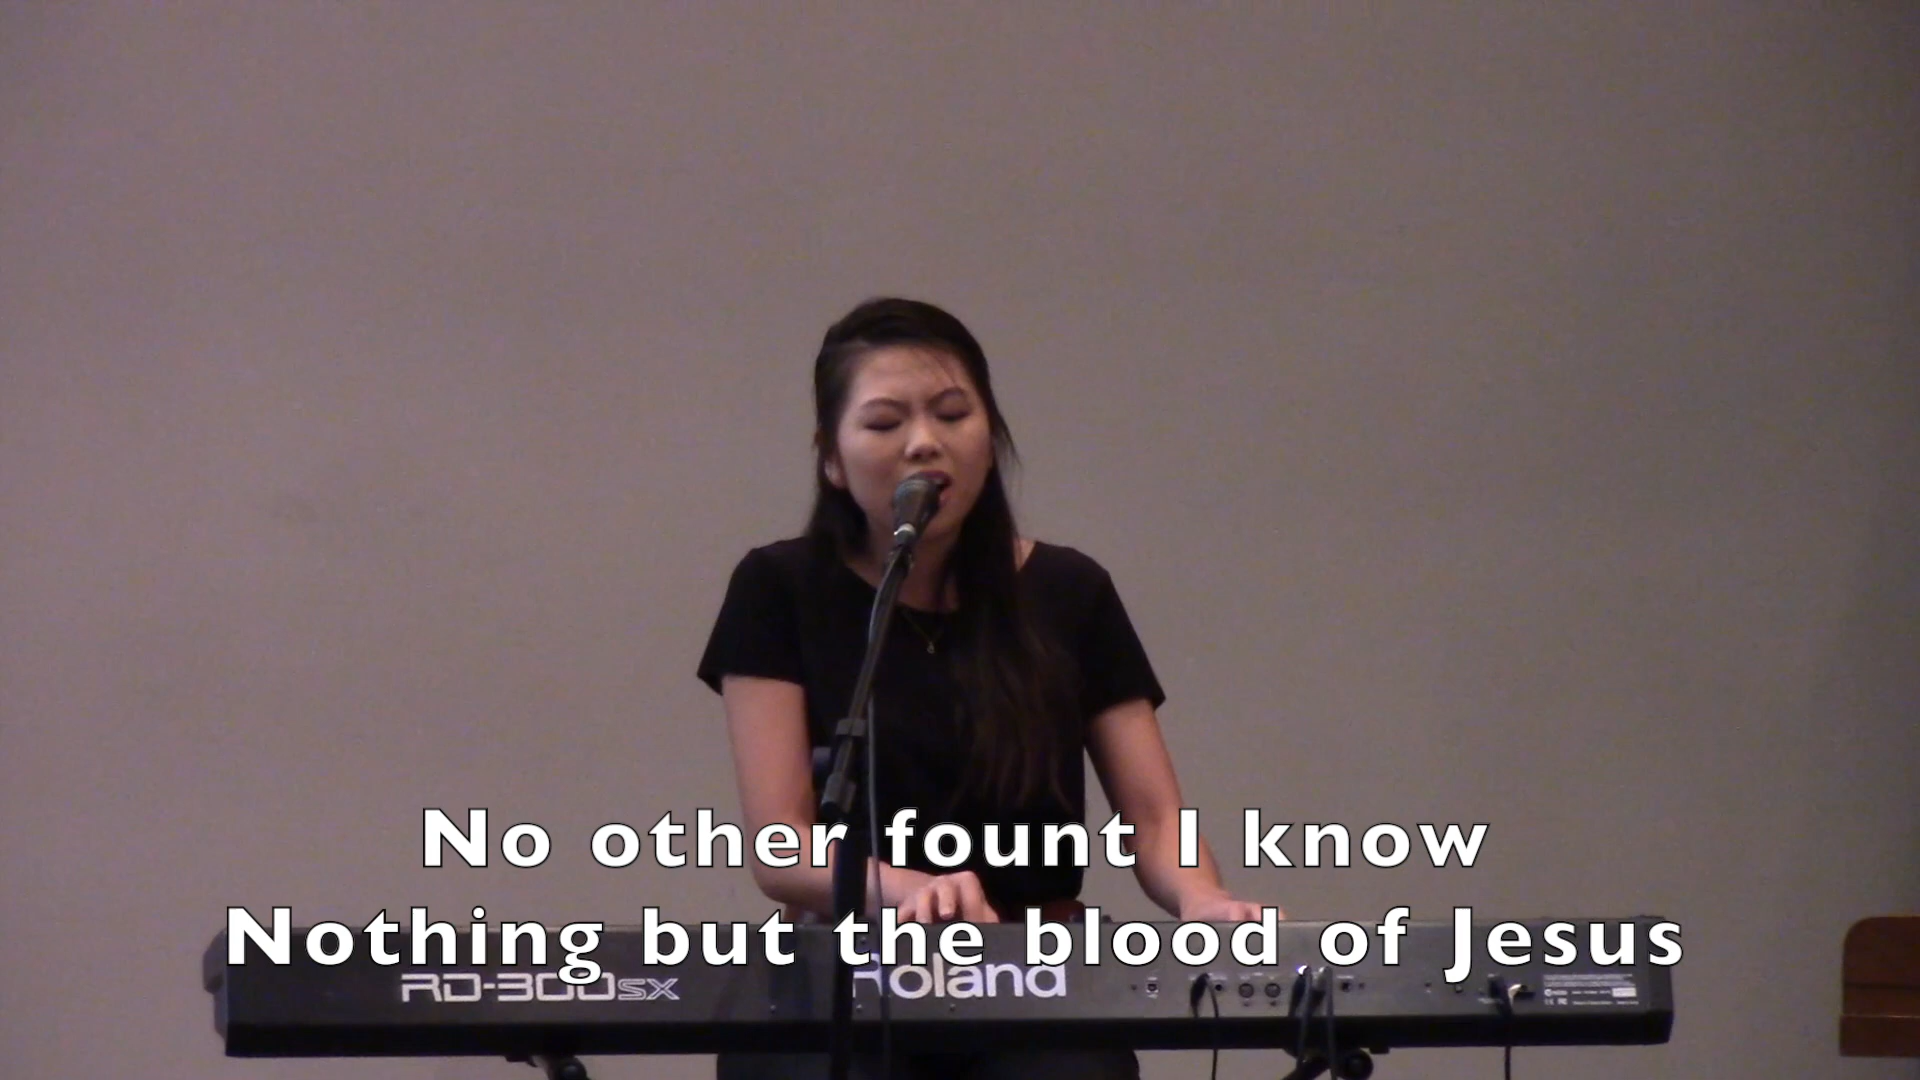 No other fount I know
Nothing but the blood of Jesus
RD-300SX
Roland